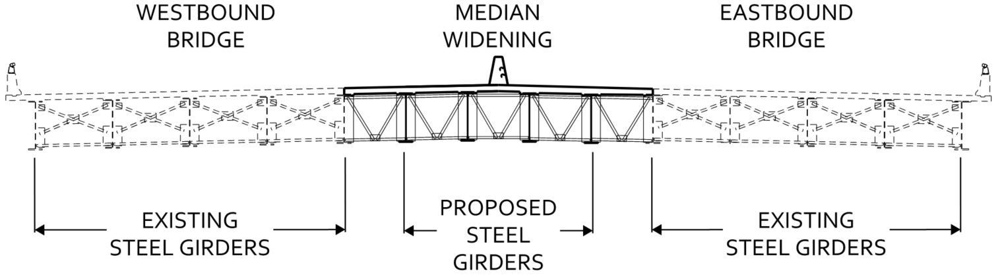 WESTBOUND
BRIDGE
MEDIAN
WIDENING
EASTBOUND
BRIDGE
EXISTING
STEEL GIRDERS
PROPOSED
STEEL
GIRDERS
EXISTING
STEEL GIRDERS